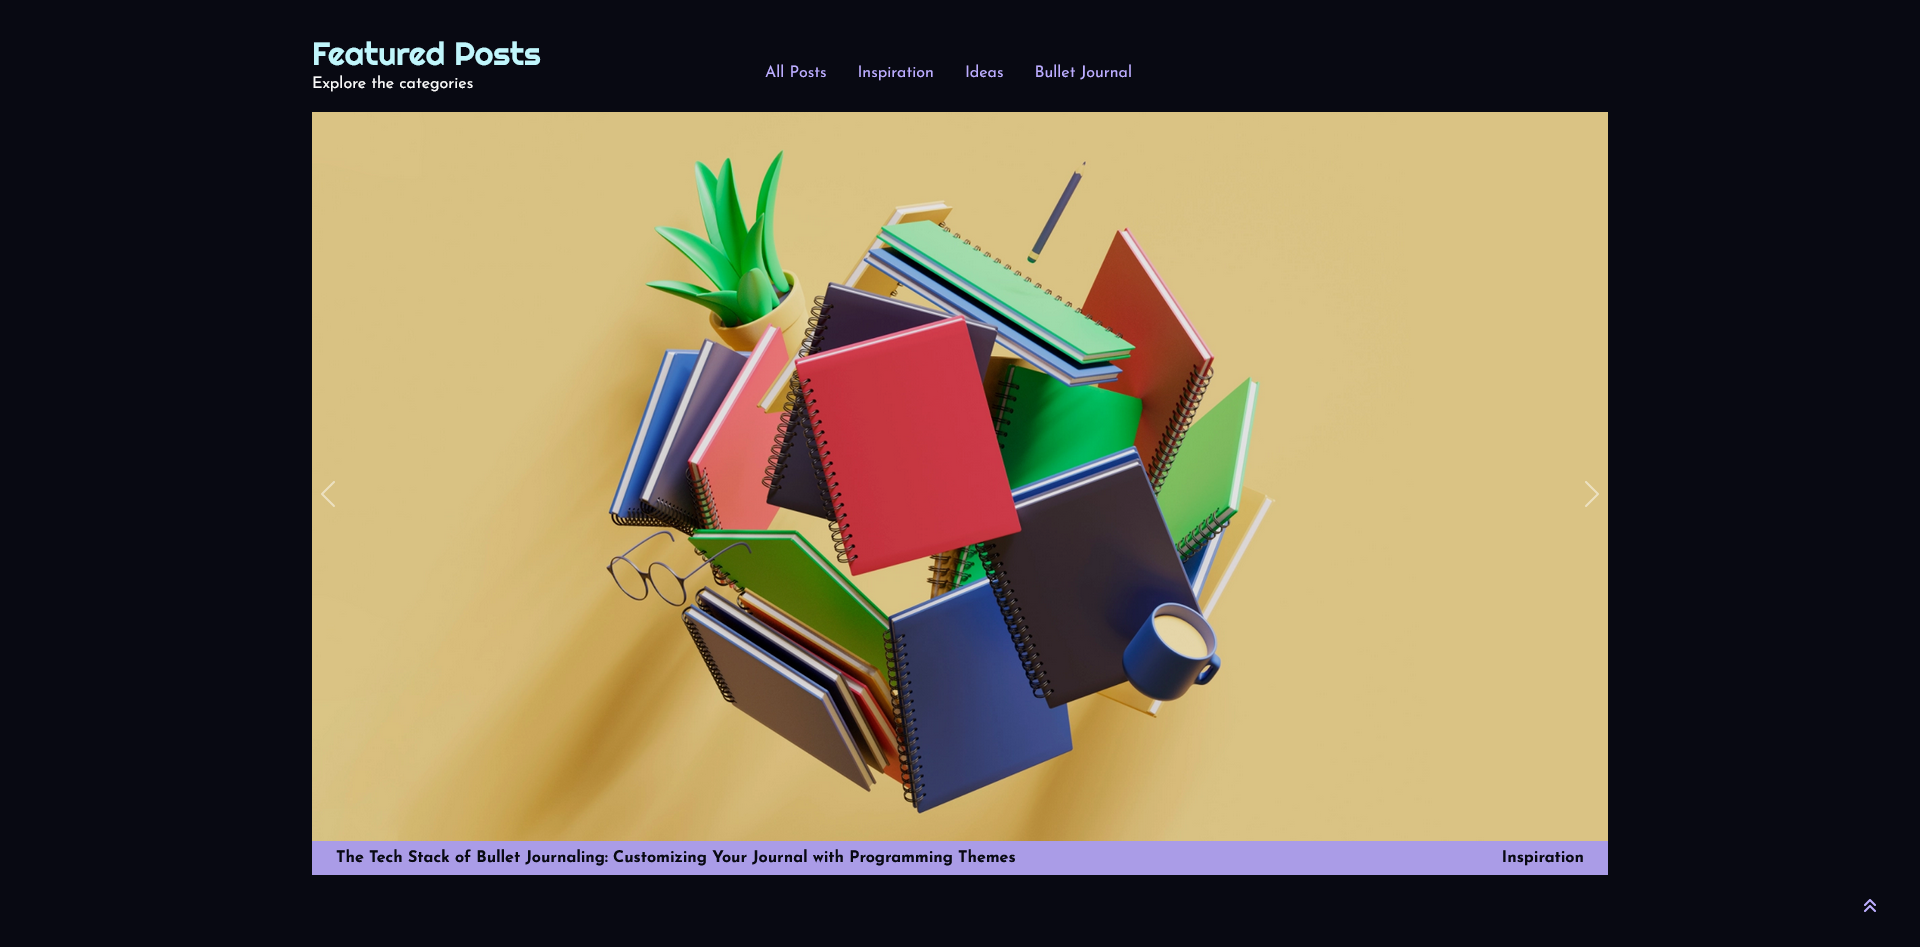 Featured Posts
Explore the categories
All Posts
Inspiration
Ideas
Bullet Journal
The Tech Stack of Bullet Journaling: Customizing Your Journal with Programming Themes
Inspiration